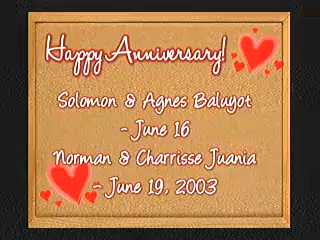 Happy Anniversary!
Solomon & Agnes Baluyot
- June 16
Norman & Charrisse Juania
- June 19, 2003